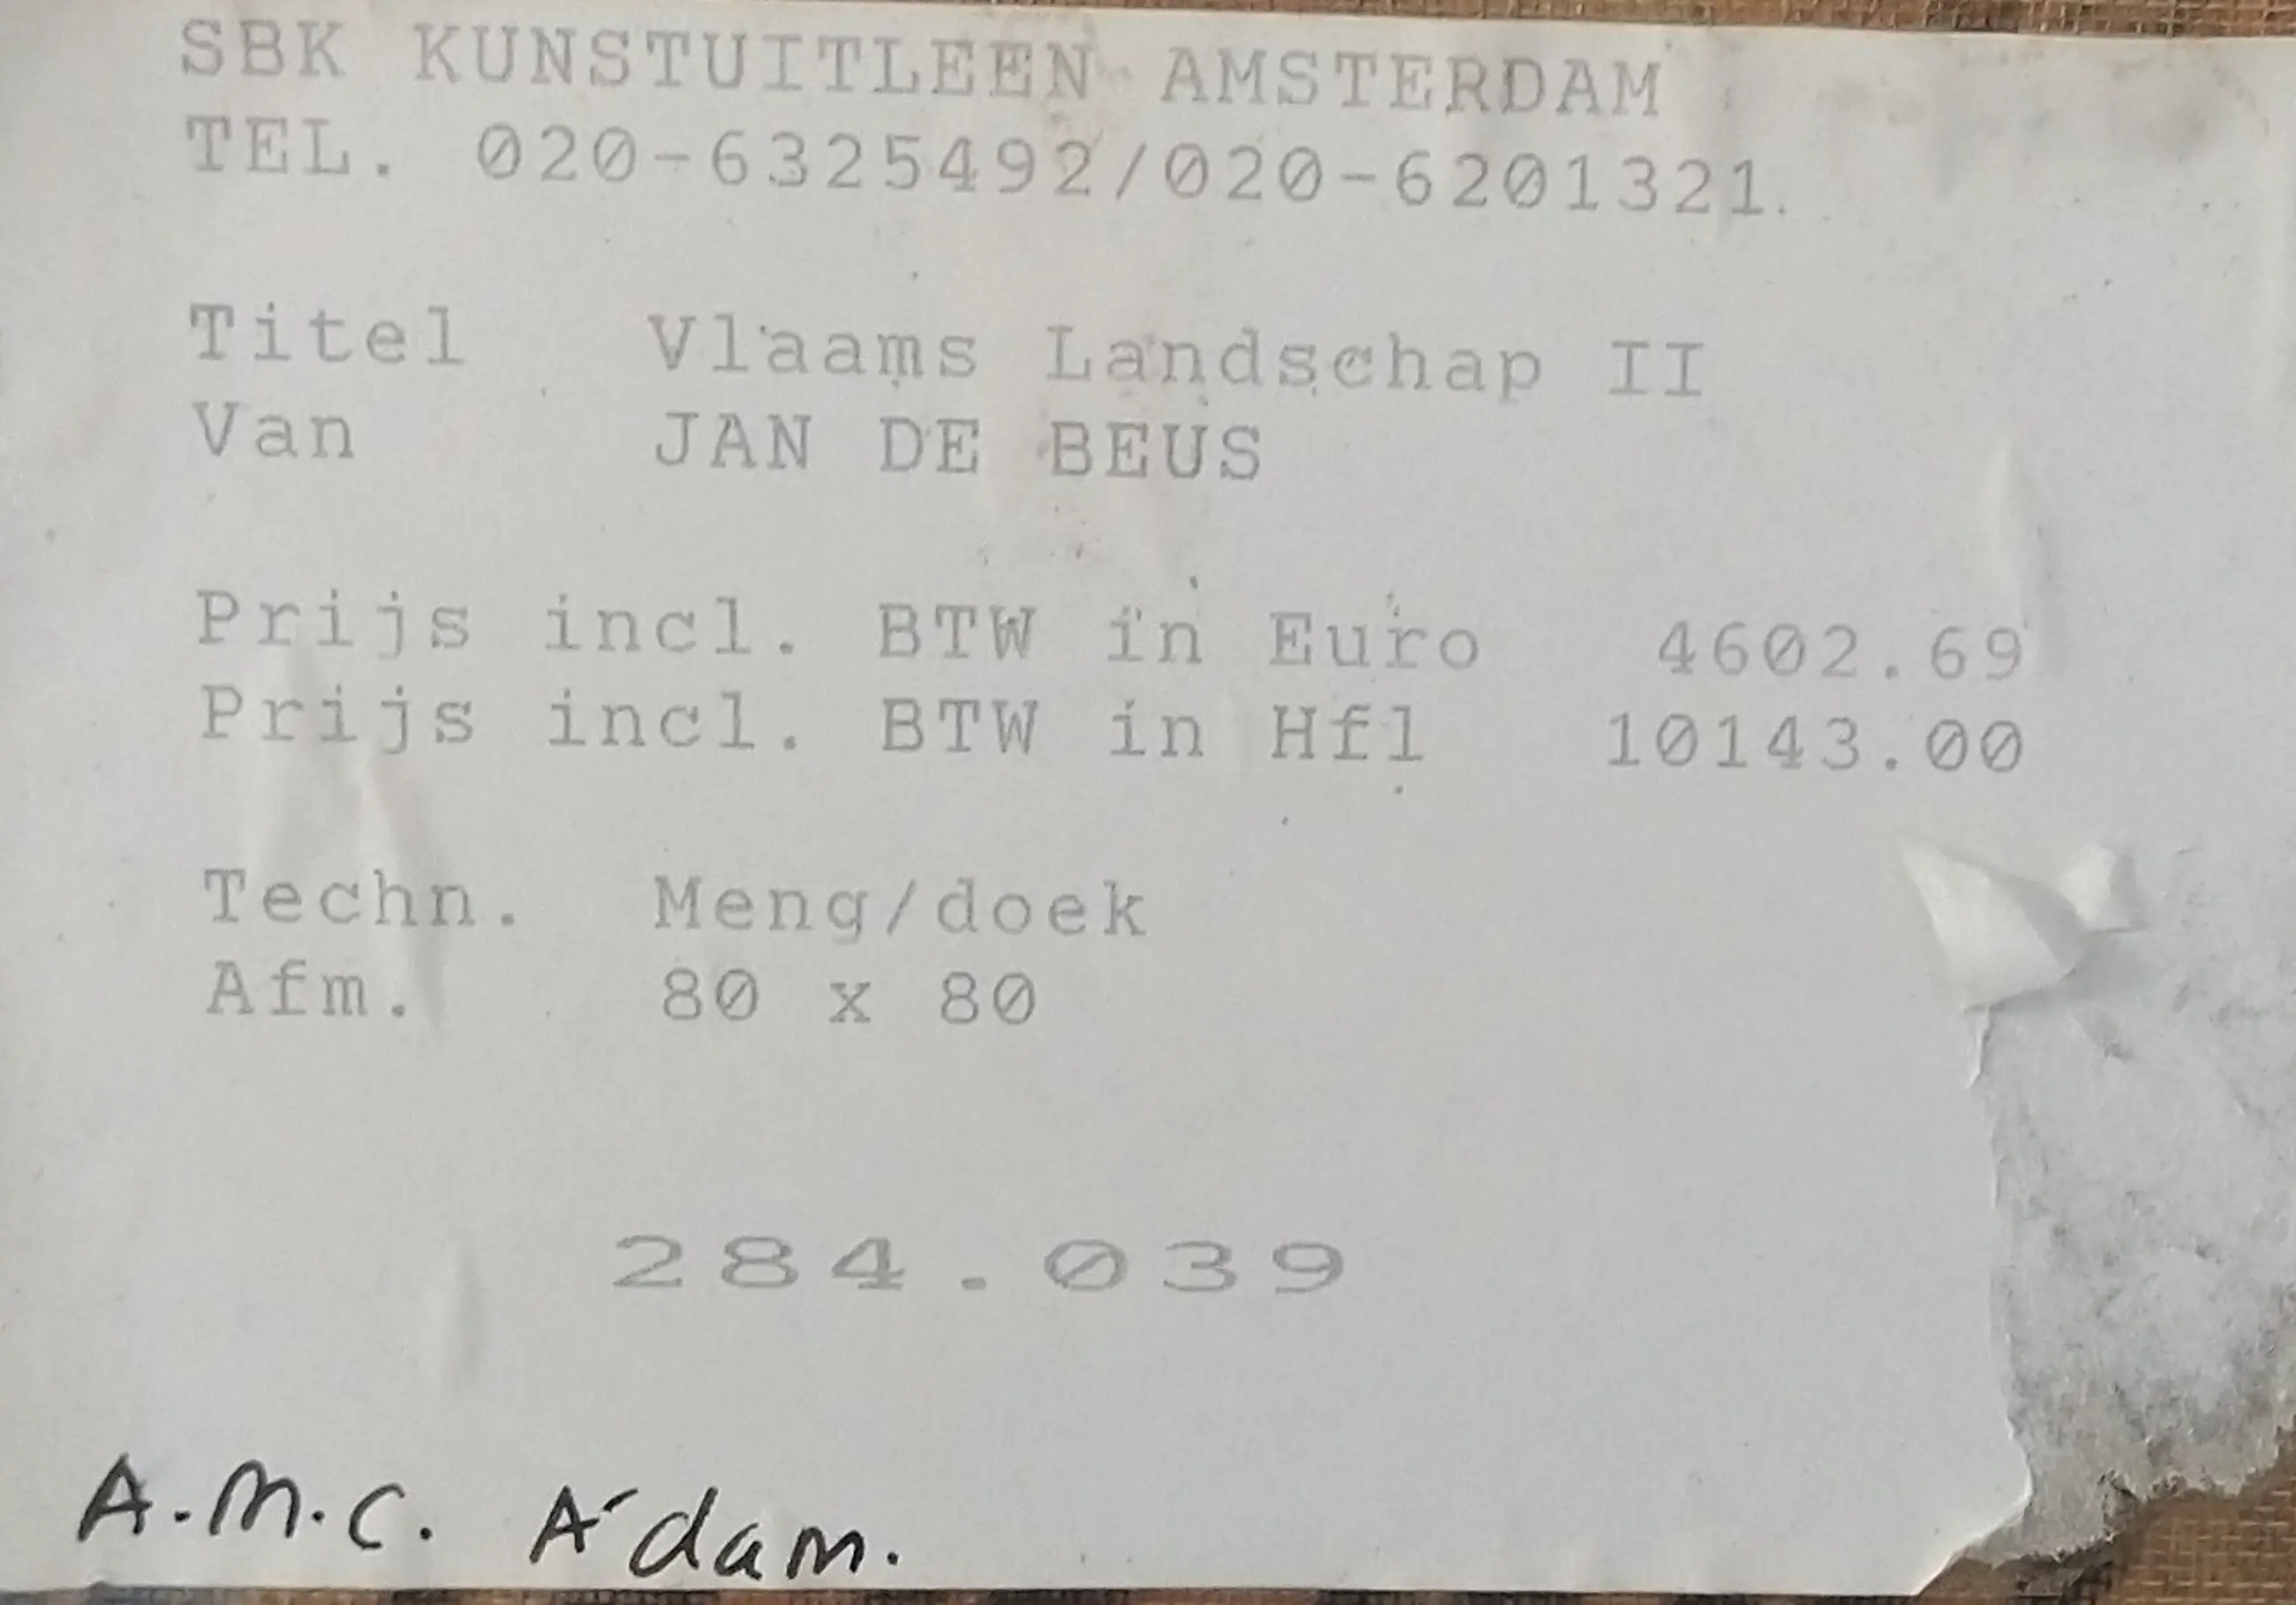 SBK KUNSTUITLEEN AMSTERDAM
TEL. 020-6325492/020-6201321.
Titel Vlaams Landschap II
Van JAN DE BEUS
Prijs incl. BTW in Euro 4602.69
Prijs incl. BTW in Hfl 10143.00
Techn. Meng/doek
Afm. 80 x 80
284.039
A.M.C. A'dam.